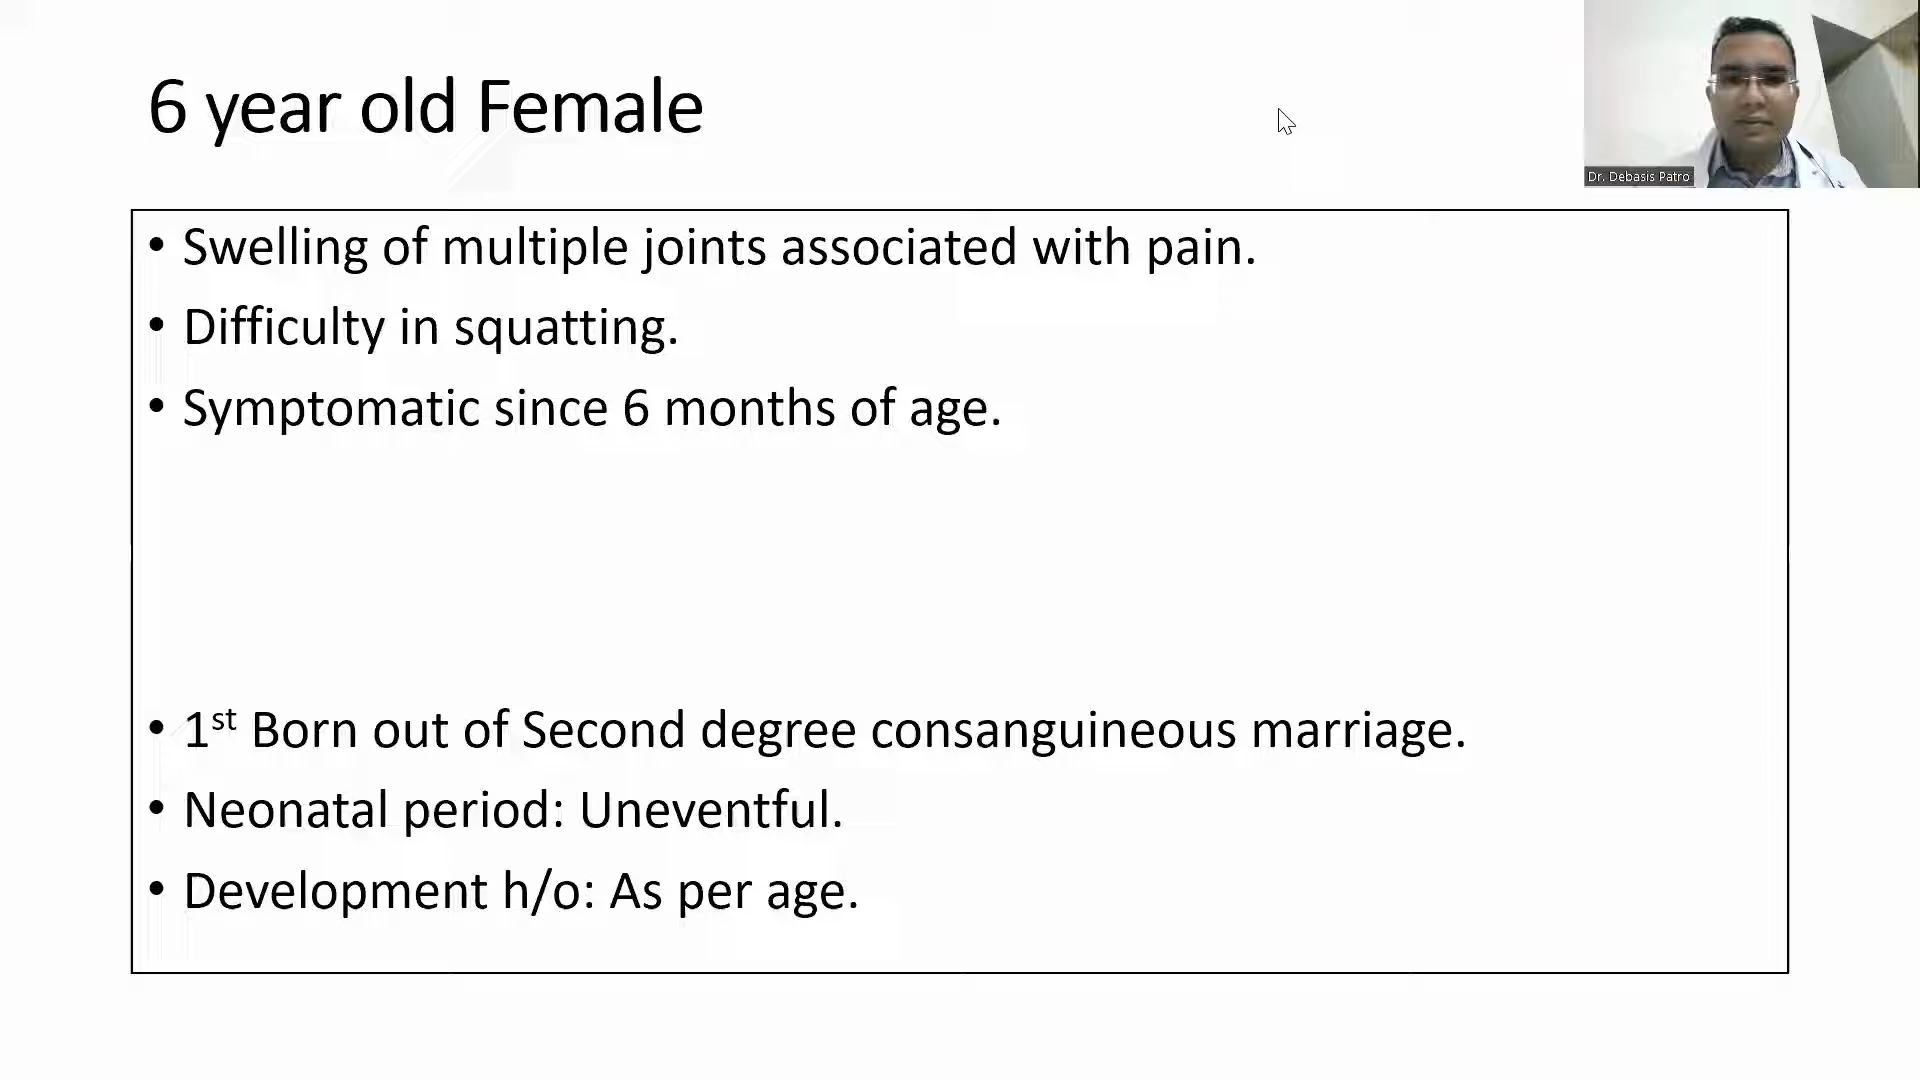 6 year old Female
Dr. Debasis Patro
• Swelling of multiple joints associated with pain.
• Difficulty in squatting.
• Symptomatic since 6 months of age.
• 1st Born out of Second degree consanguineous marriage.
• Neonatal period: Uneventful.
• Development h/o: As per age.